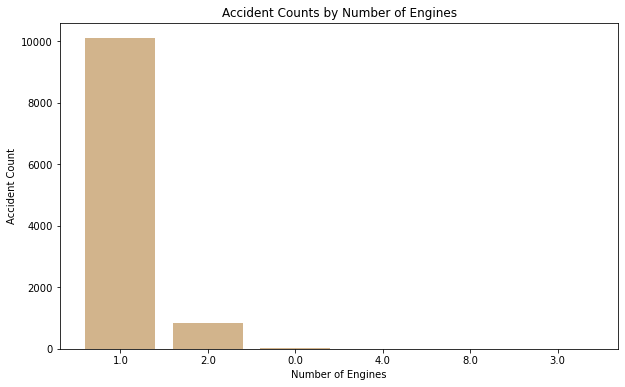 Accident Counts by Number of Engines
10000
8000
6000
4000
2000
0
Accident Count
1.0 2.0 0.0 4.0 8.0 3.0
Number of Engines